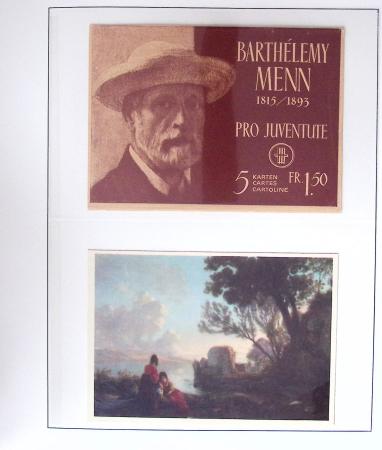 BARTHÉLEMY
MENN
1815/1893
PRO JUVENTUTE
5 KARTEN FR. 1.50
CARTES
CARTOLINE